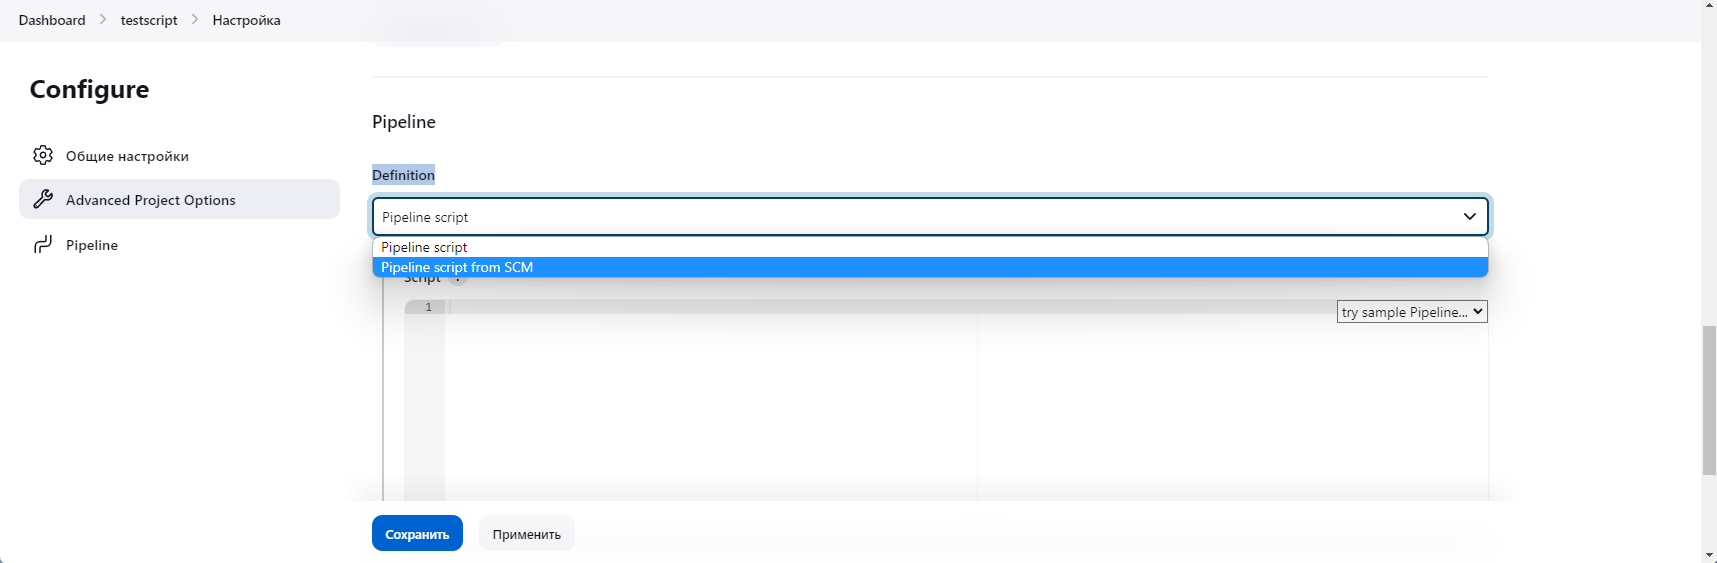 Dashboard > testscript > Настройка
Configure
Общие настройки
Advanced Project Options
Pipeline
Pipeline
Definition
Pipeline script
Pipeline script
Pipeline script from SCM
Script ?
1
try sample Pipeline...
Сохранить
Применить